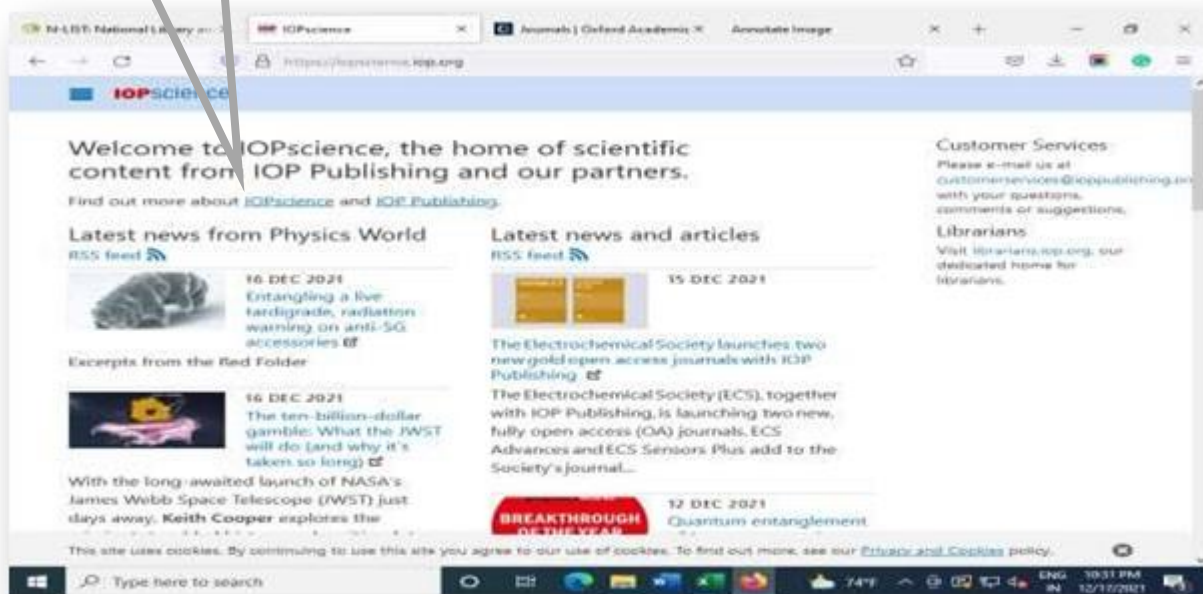 N-LIST: National Library an
IOPscience
Journals | Oxford Academic
Annotate Image
https://iopscience.iop.org
IOPscience
Welcome to IOPscience, the home of scientific
content from IOP Publishing and our partners.
Find out more about IOPscience and IOP Publishing.
Latest news from Physics World
RSS feed
16 DEC 2021
Entangling a live
tardigrade, radiation
warning on anti-5G
accessories
Excerpts from the Red Folder
16 DEC 2021
The ten-billion-dollar
gamble: What the JWST
will do (and why it's
taken so long)
With the long-awaited launch of NASA's
James Webb Space Telescope (JWST) just
days away, Keith Cooper explores the
Latest news and articles
RSS feed
15 DEC 2021
The Electrochemical Society launches two
new gold open access journals with IOP
Publishing
The Electrochemical Society (ECS), together
with IOP Publishing, is launching two new,
fully open access (OA) journals. ECS
Advances and ECS Sensors Plus add to the
Society's journal...
BREAKTHROUGH
OF THE YEAR
12 DEC 2021
Quantum entanglement
Customer Services
Please e-mail us at
customerservices@ioppublishing.or
with your questions,
comments or suggestions.
Librarians
Visit librarians.iop.org, our
dedicated home for
librarians.
This site uses cookies. By continuing to use this site you agree to our use of cookies. To find out more, see our Privacy and Cookies policy.
Type here to search
74°F
ENG
IN
10:31 PM
12/17/2021